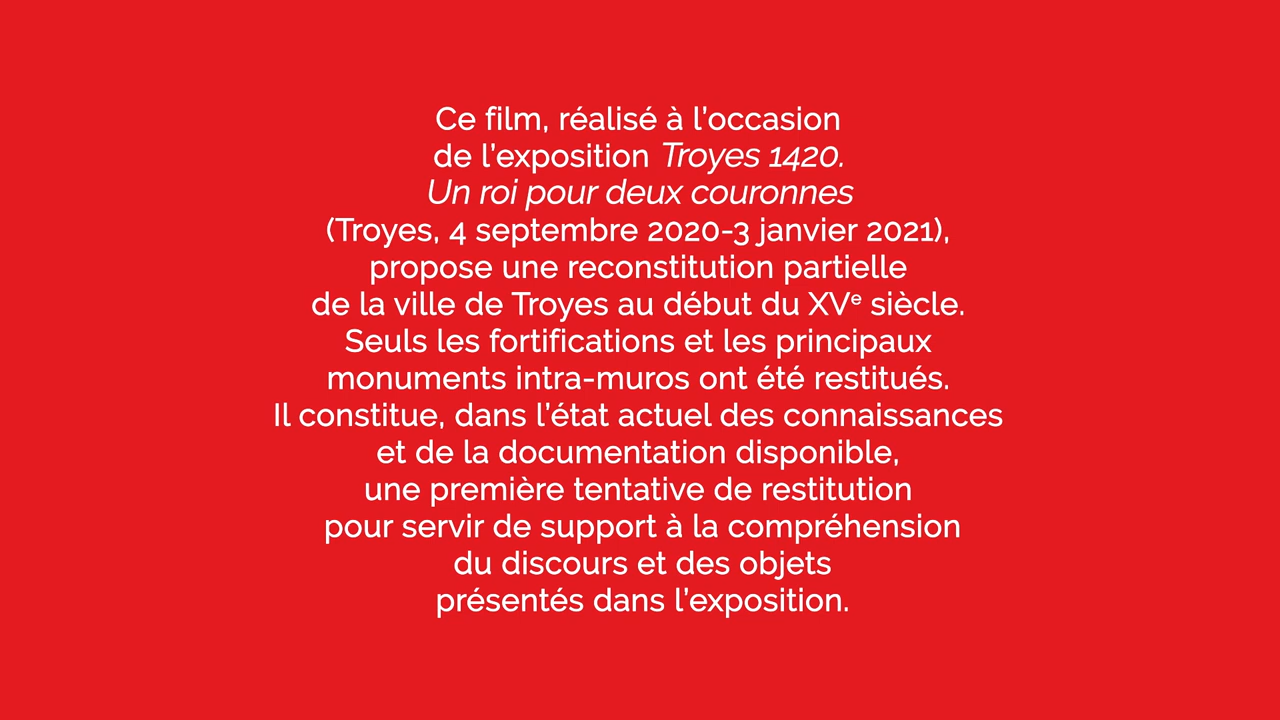 Ce film, réalisé à l’occasion
de l’exposition Troyes 1420.
Un roi pour deux couronnes
(Troyes, 4 septembre 2020-3 janvier 2021),
propose une reconstitution partielle
de la ville de Troyes au début du XVᵉ siècle.
Seuls les fortifications et les principaux
monuments intra-muros ont été restitués.
Il constitue, dans l’état actuel des connaissances
et de la documentation disponible,
une première tentative de restitution
pour servir de support à la compréhension
du discours et des objets
présentés dans l’exposition.